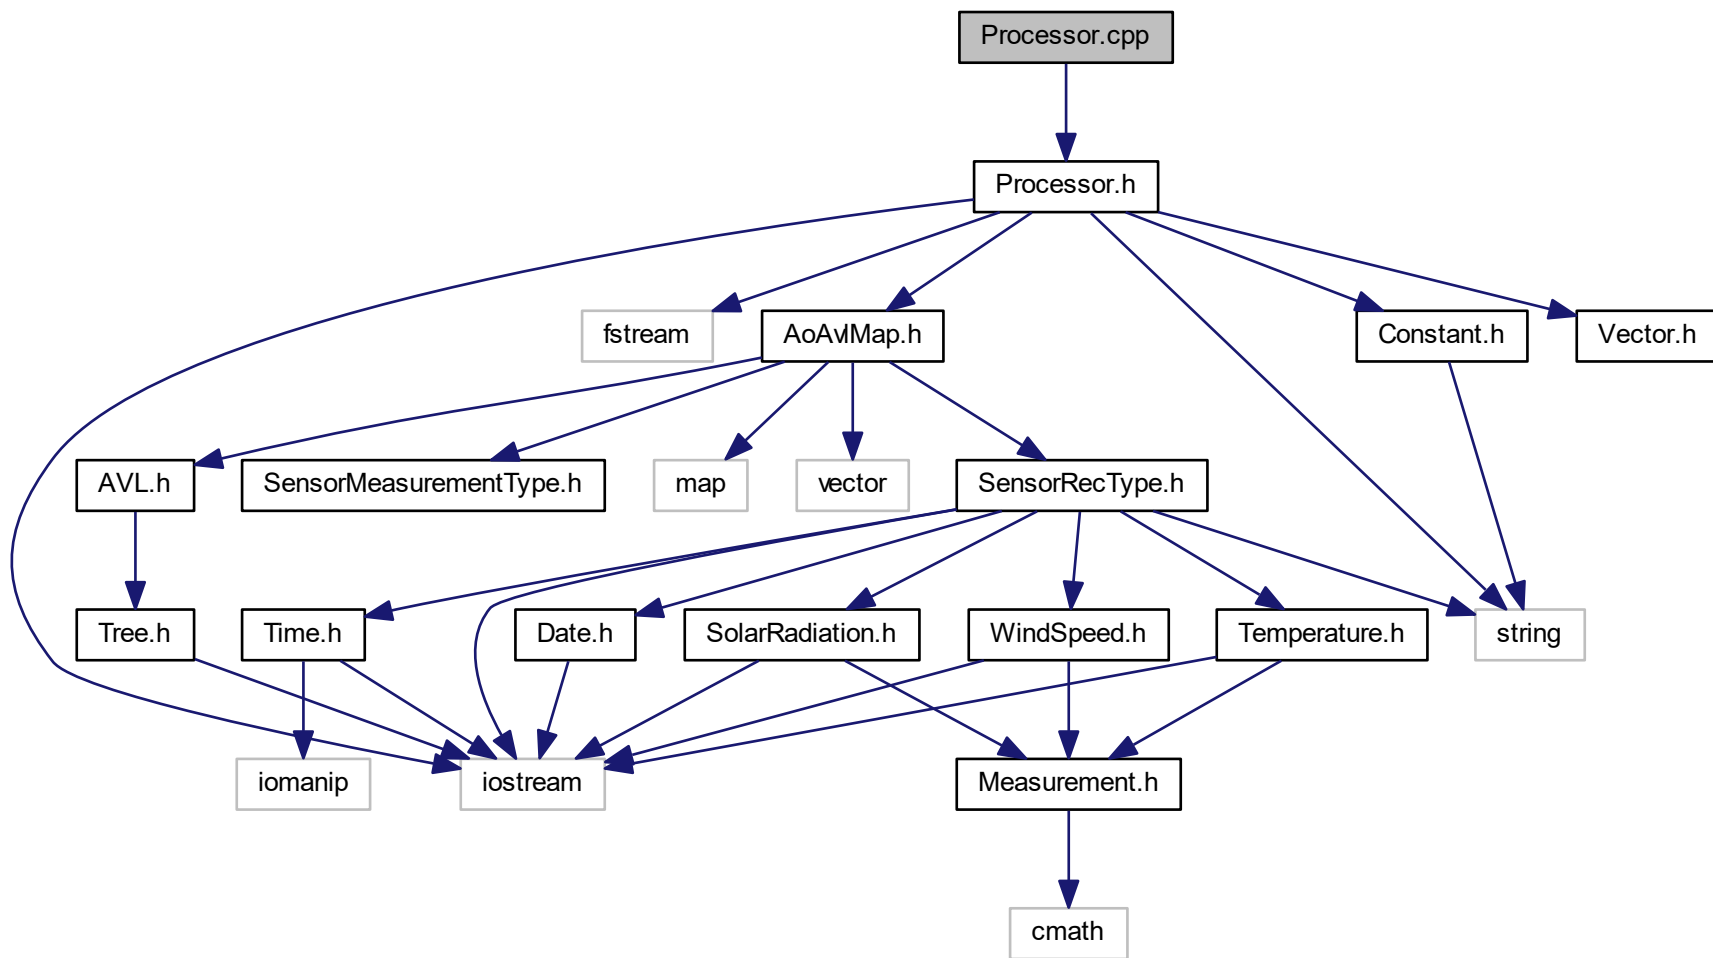 Processor.cpp
Processor.h
fstream
AoAvlMap.h
Constant.h
Vector.h
AVL.h
SensorMeasurementType.h
map
vector
SensorRecType.h
Tree.h
Time.h
Date.h
SolarRadiation.h
WindSpeed.h
Temperature.h
string
iomanip
iostream
Measurement.h
cmath